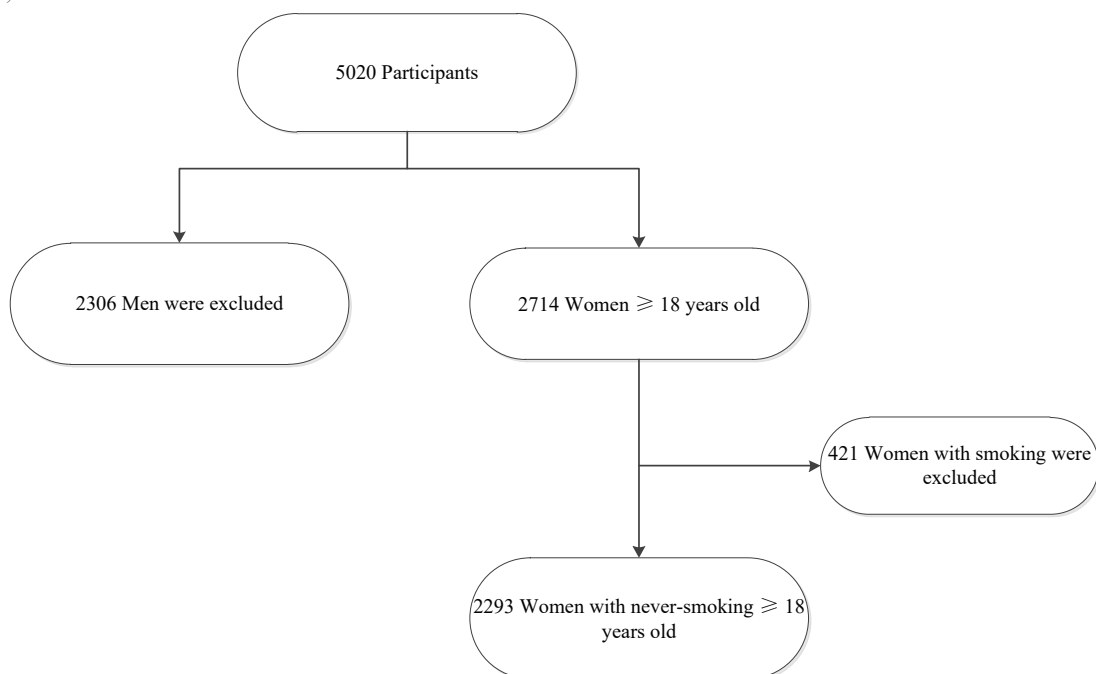 5020 Participants
2306 Men were excluded
2714 Women ⩾ 18 years old
421 Women with smoking were
excluded
2293 Women with never-smoking ⩾ 18
years old